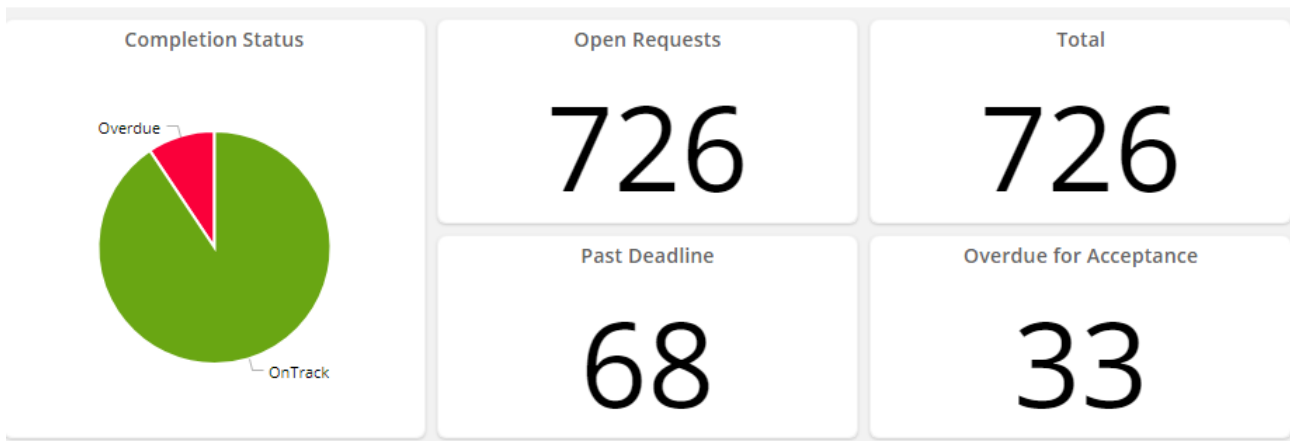 Completion Status
Overdue
OnTrack
Open Requests
726
Total
726
Past Deadline
68
Overdue for Acceptance
33